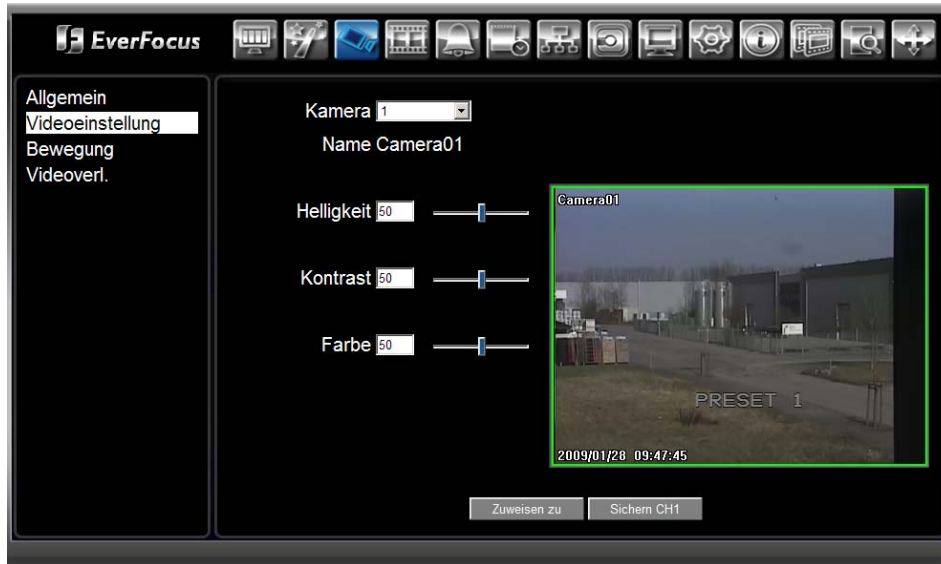 EverFocus
Allgemein
Videoeinstellung
Bewegung
Videoverl.
Kamera 1
Name Camera01
Helligkeit 50
Kontrast 50
Farbe 50
Camera01
PRESET 1
2009/01/28 09:47:45
Zuweisen zu
Sichern CH1